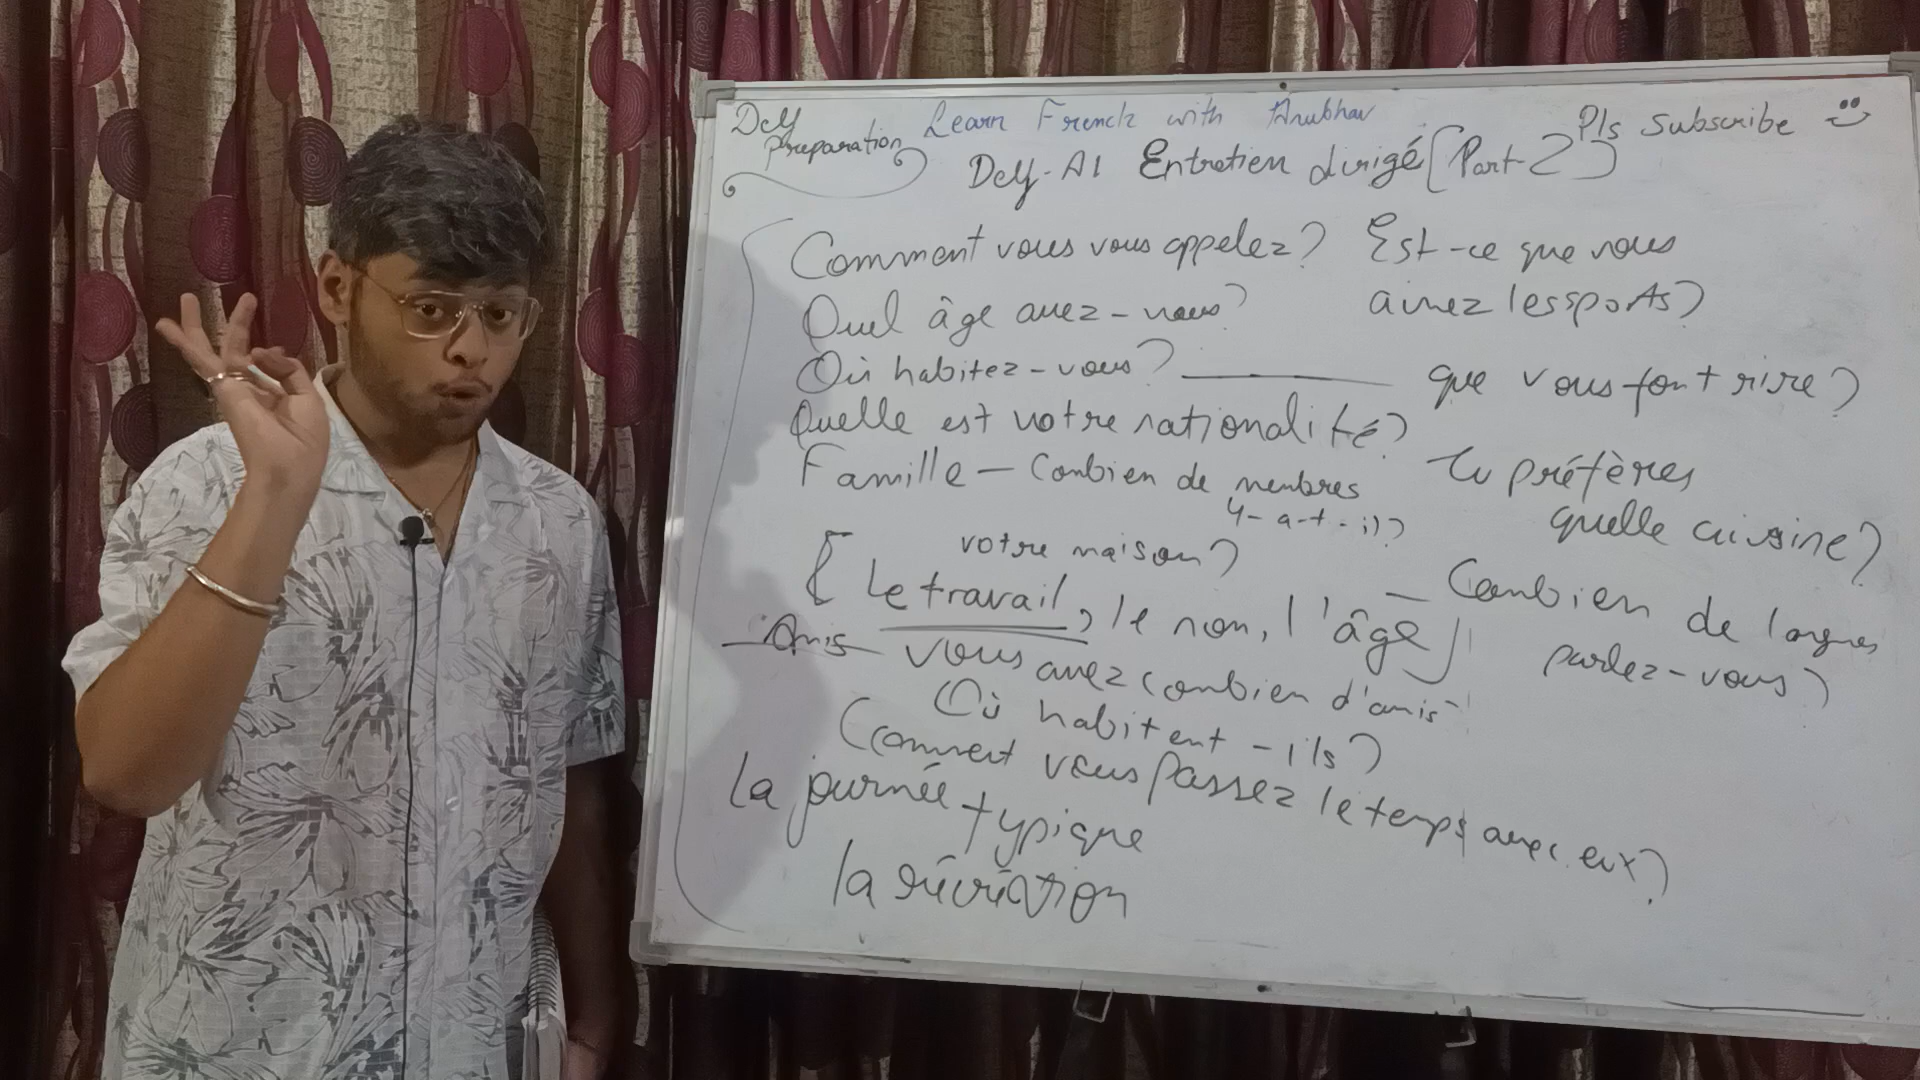 Delf preparation
Learn French with Anubhav
Pls Subscribe
Delf-A1 Entretien dirigé [Part-2]
Comment vous vous appelez?
Quel âge avez-vous?
Où habitez-vous?
Quelle est votre nationalité?
Famille - Combien de membres
y-a-t-il?
votre maison?
[Le travail, le nom, l'âge]
Amis vous avez combien d'amis
Où habitent-ils?
Comment vous passez le temps avec eux?
La journée typique
la récréation
Est-ce que vous
aimez les sports?
que vous font rire?
tu préfères
quelle cuisine?
- Combien de langues
parlez-vous?